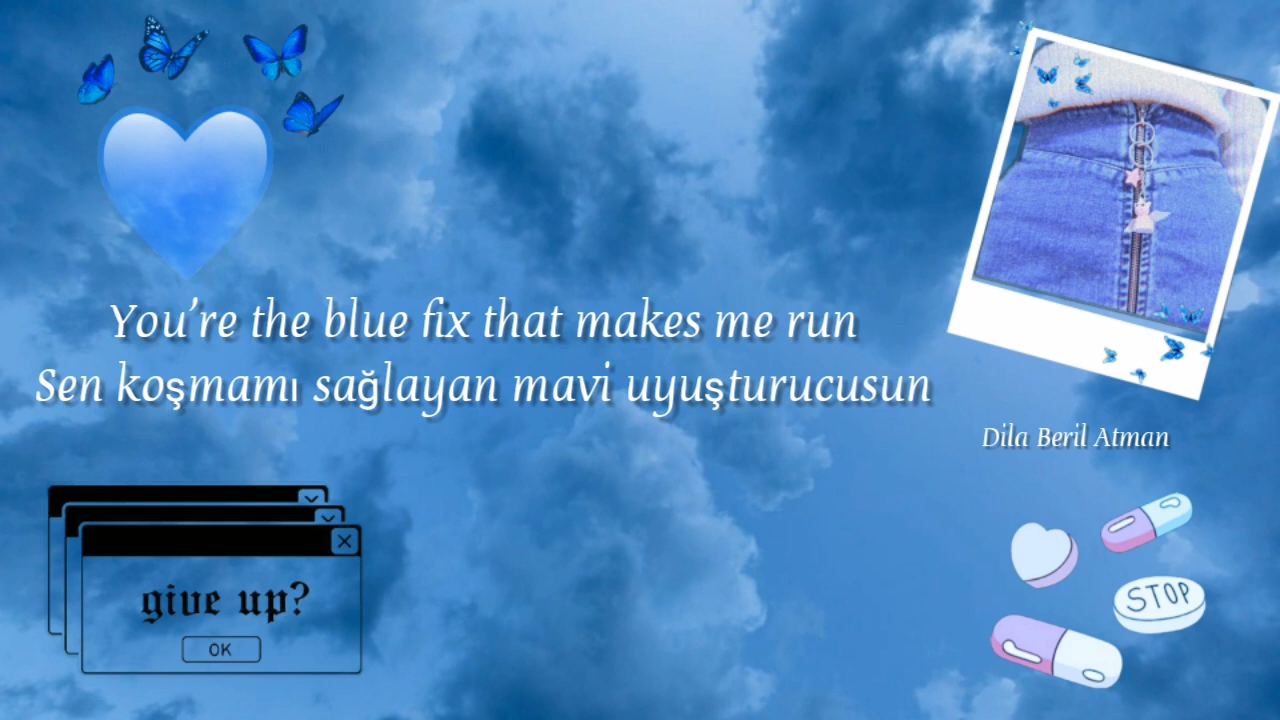 You're the blue fix that makes me run
Sen koşmamı sağlayan mavi uyuşturucusun
Dila Beril Atman
give up?
OK
STOP